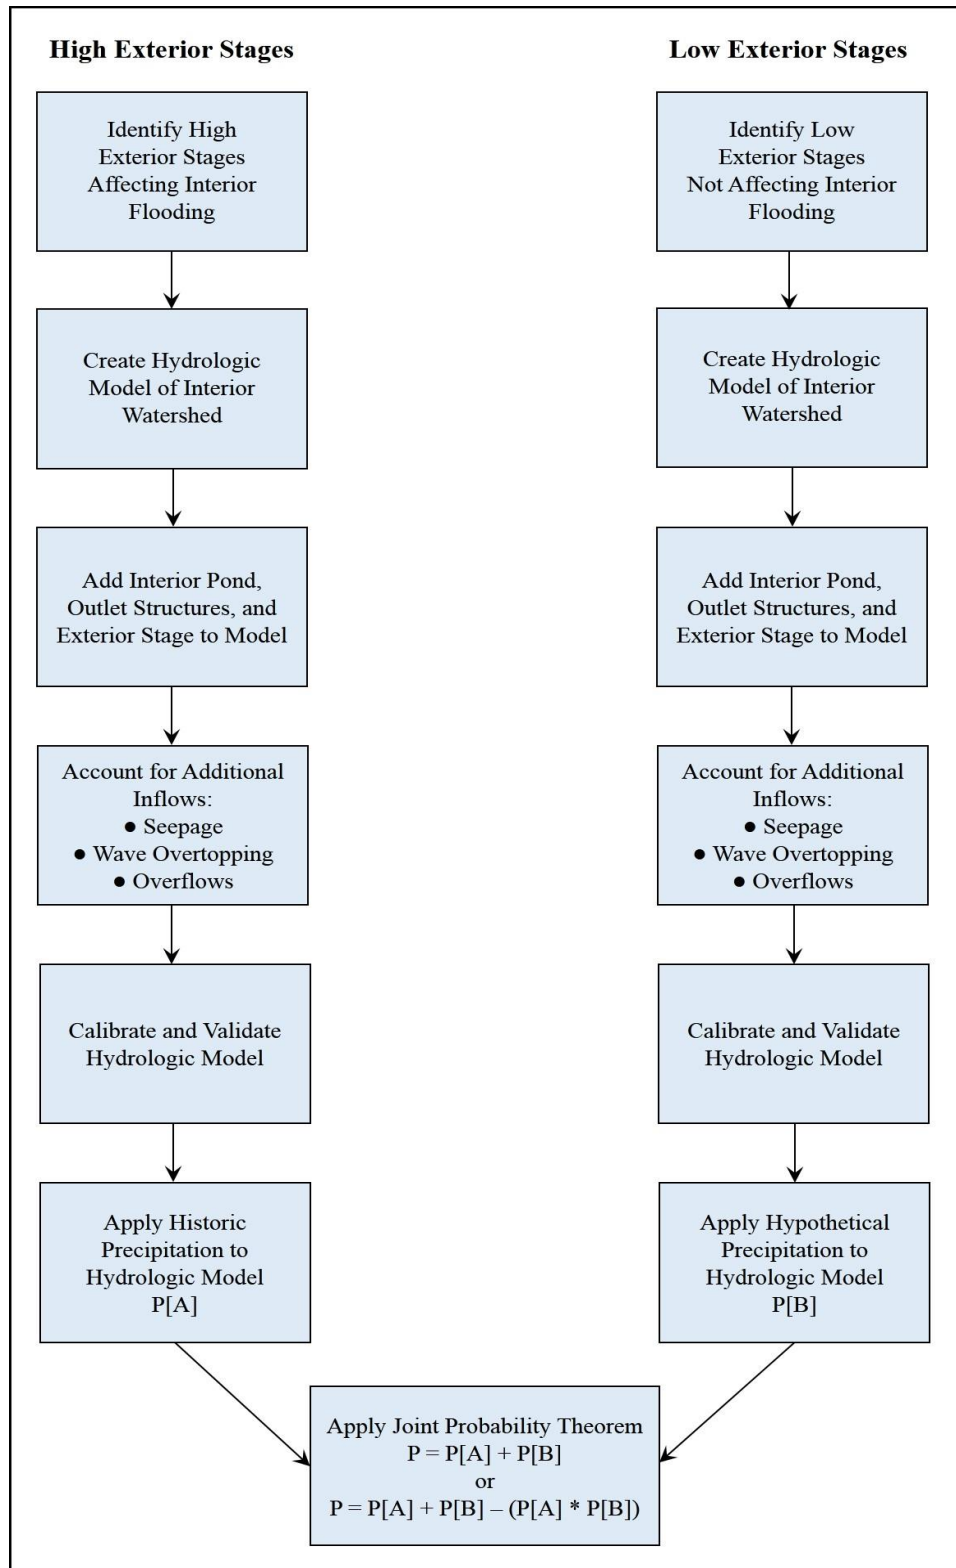 High Exterior Stages
Identify High
Exterior Stages
Affecting Interior
Flooding
Create Hydrologic
Model of Interior
Watershed
Add Interior Pond,
Outlet Structures, and
Exterior Stage to Model
Account for Additional
Inflows:
● Seepage
● Wave Overtopping
● Overflows
Calibrate and Validate
Hydrologic Model
Apply Historic
Precipitation to
Hydrologic Model
P[A]
Low Exterior Stages
Identify Low
Exterior Stages
Not Affecting Interior
Flooding
Create Hydrologic
Model of Interior
Watershed
Add Interior Pond,
Outlet Structures, and
Exterior Stage to Model
Account for Additional
Inflows:
● Seepage
● Wave Overtopping
● Overflows
Calibrate and Validate
Hydrologic Model
Apply Hypothetical
Precipitation to
Hydrologic Model
P[B]
Apply Joint Probability Theorem
P = P[A] + P[B]
or
P = P[A] + P[B] – (P[A] * P[B])